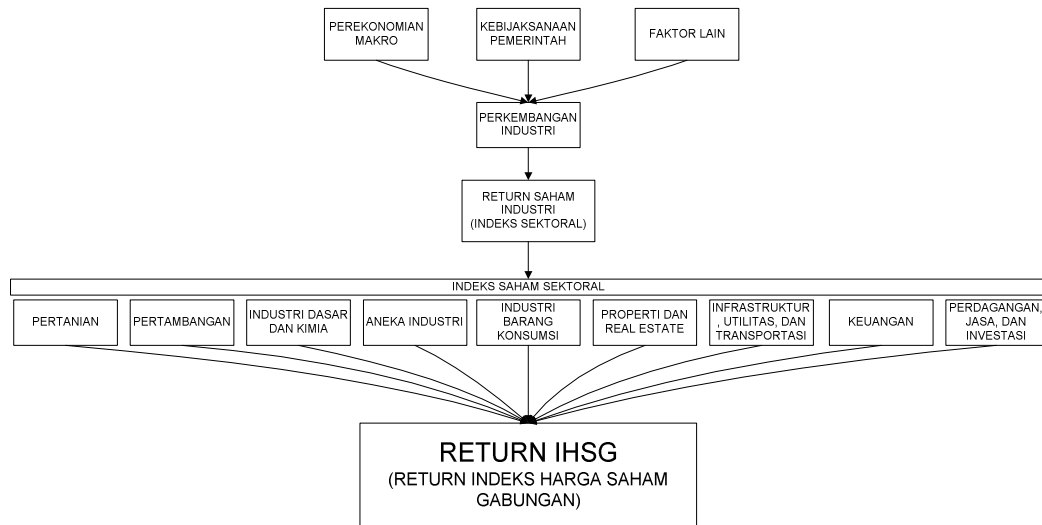 PEREKONOMIAN
MAKRO
KEBIJAKSANAAN
PEMERINTAH
FAKTOR LAIN
PERKEMBANGAN
INDUSTRI
RETURN SAHAM
INDUSTRI
(INDEKS SEKTORAL)
INDEKS SAHAM SEKTORAL
PERTANIAN
PERTAMBANGAN
INDUSTRI DASAR
DAN KIMIA
ANEKA INDUSTRI
INDUSTRI
BARANG
KONSUMSI
PROPERTI DAN
REAL ESTATE
INFRASTRUKTUR
, UTILITAS, DAN
TRANSPORTASI
KEUANGAN
PERDAGANGAN,
JASA, DAN
INVESTASI
RETURN IHSG
(RETURN INDEKS HARGA SAHAM
GABUNGAN)